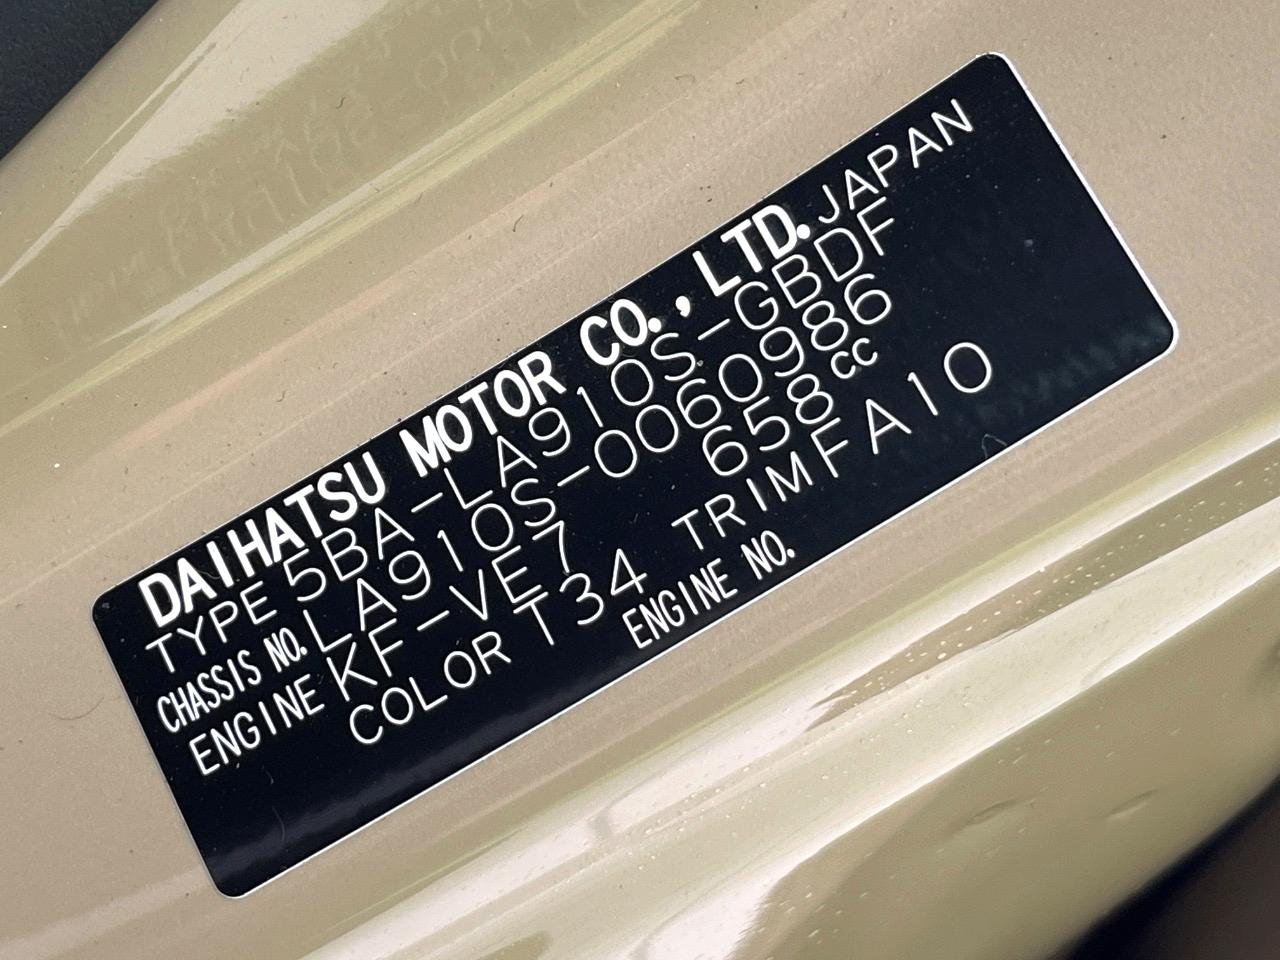 DAIHATSU MOTOR CO., LTD. JAPAN
TYPE 5BA-LA910S-GBDF
CHASSIS NO. LA910S-0060986
ENGINE KF-VE7 658cc
COLOR T34 TRIM FA10
ENGINE NO.